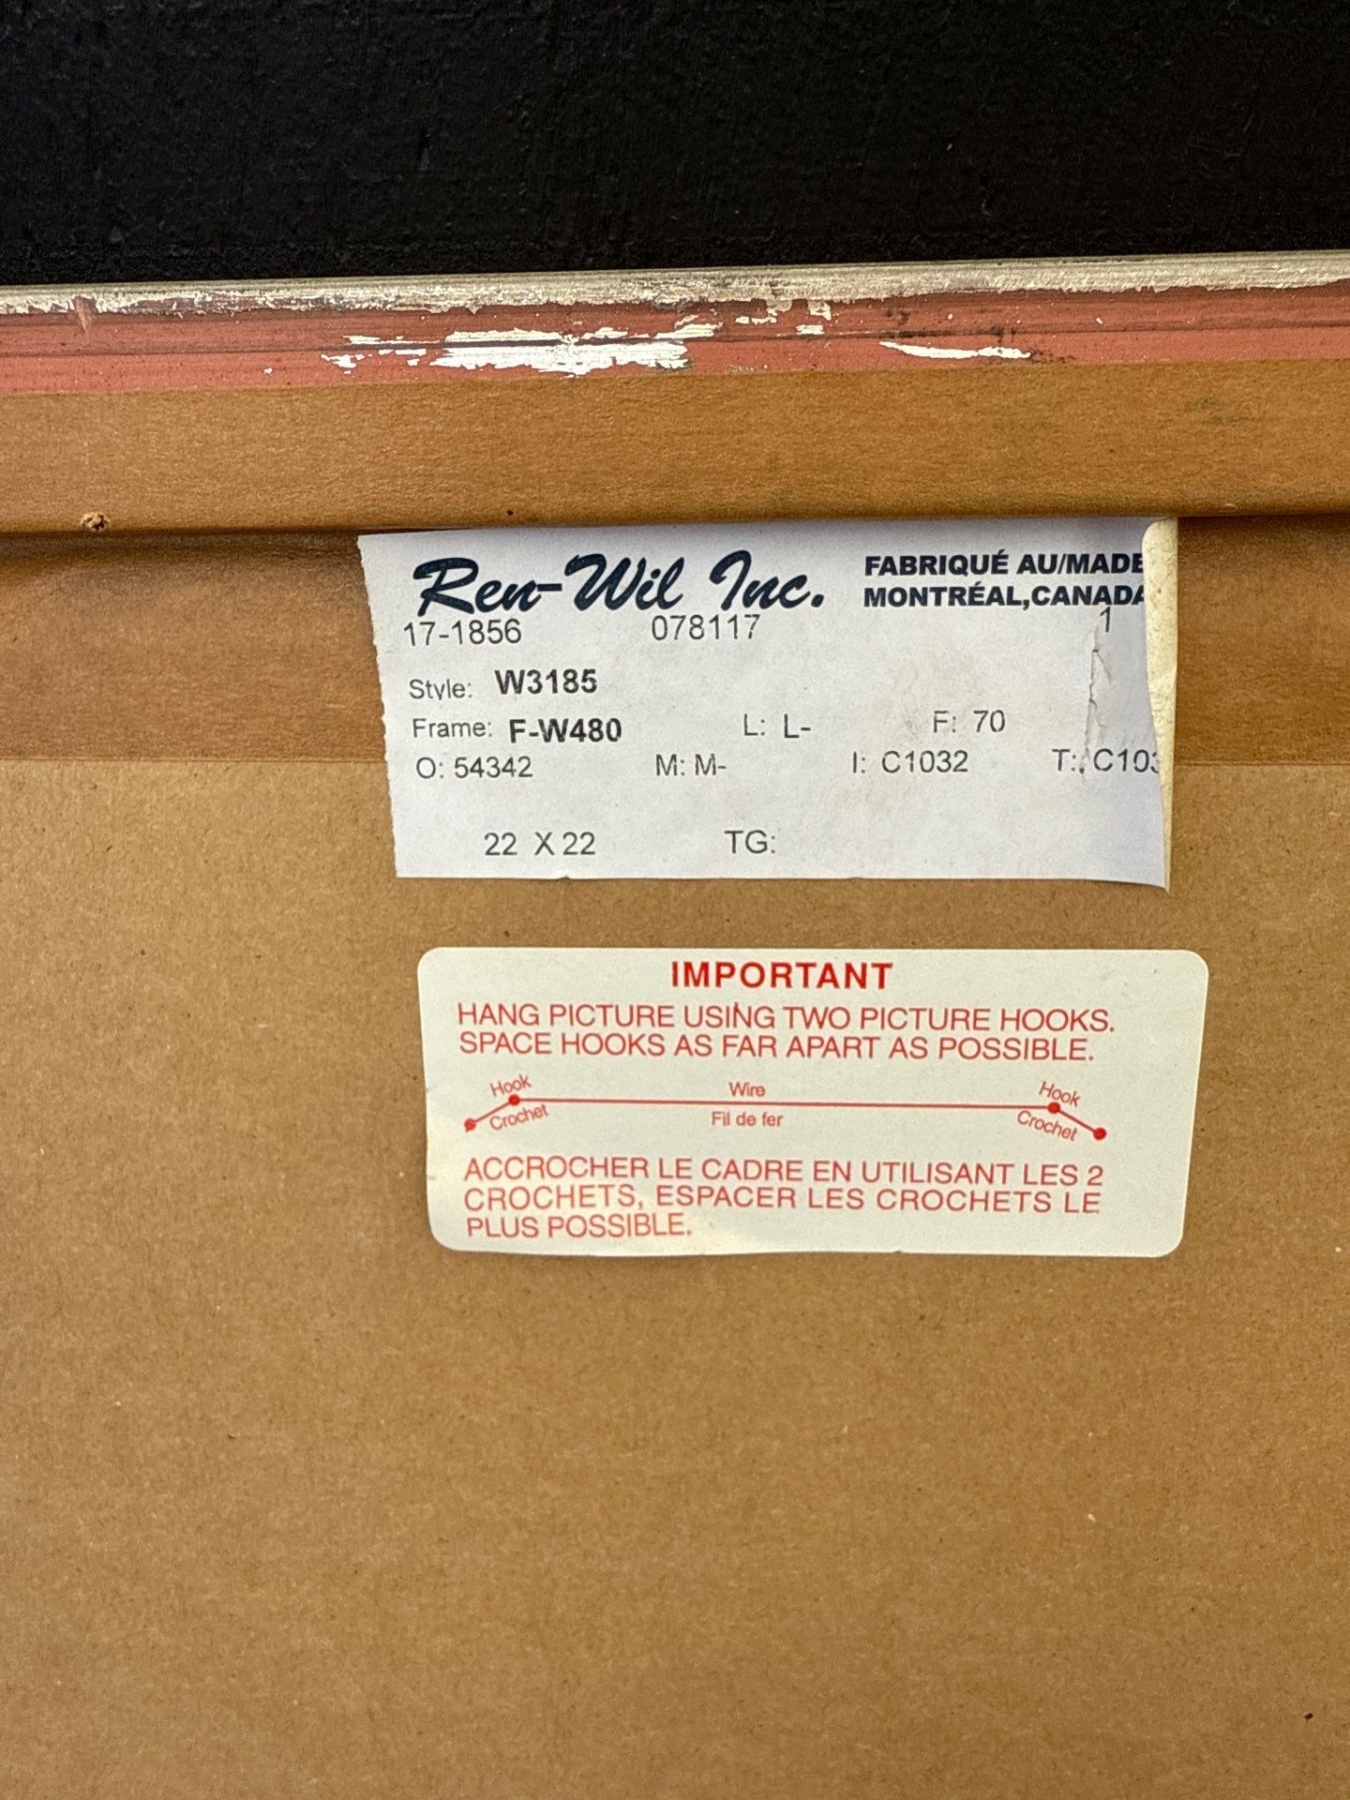 Ren-Wil Inc. FABRIQUÉ AU/MADE
MONTRÉAL,CANADA
17-1856 078117 1
Style: W3185
Frame: F-W480 L: L- F: 70
O: 54342 M: M- I: C1032 T: C103
22 X 22 TG:
IMPORTANT
HANG PICTURE USING TWO PICTURE HOOKS.
SPACE HOOKS AS FAR APART AS POSSIBLE.
Hook Wire Hook
Crochet Fil de fer Crochet
ACCROCHER LE CADRE EN UTILISANT LES 2
CROCHETS, ESPACER LES CROCHETS LE
PLUS POSSIBLE.